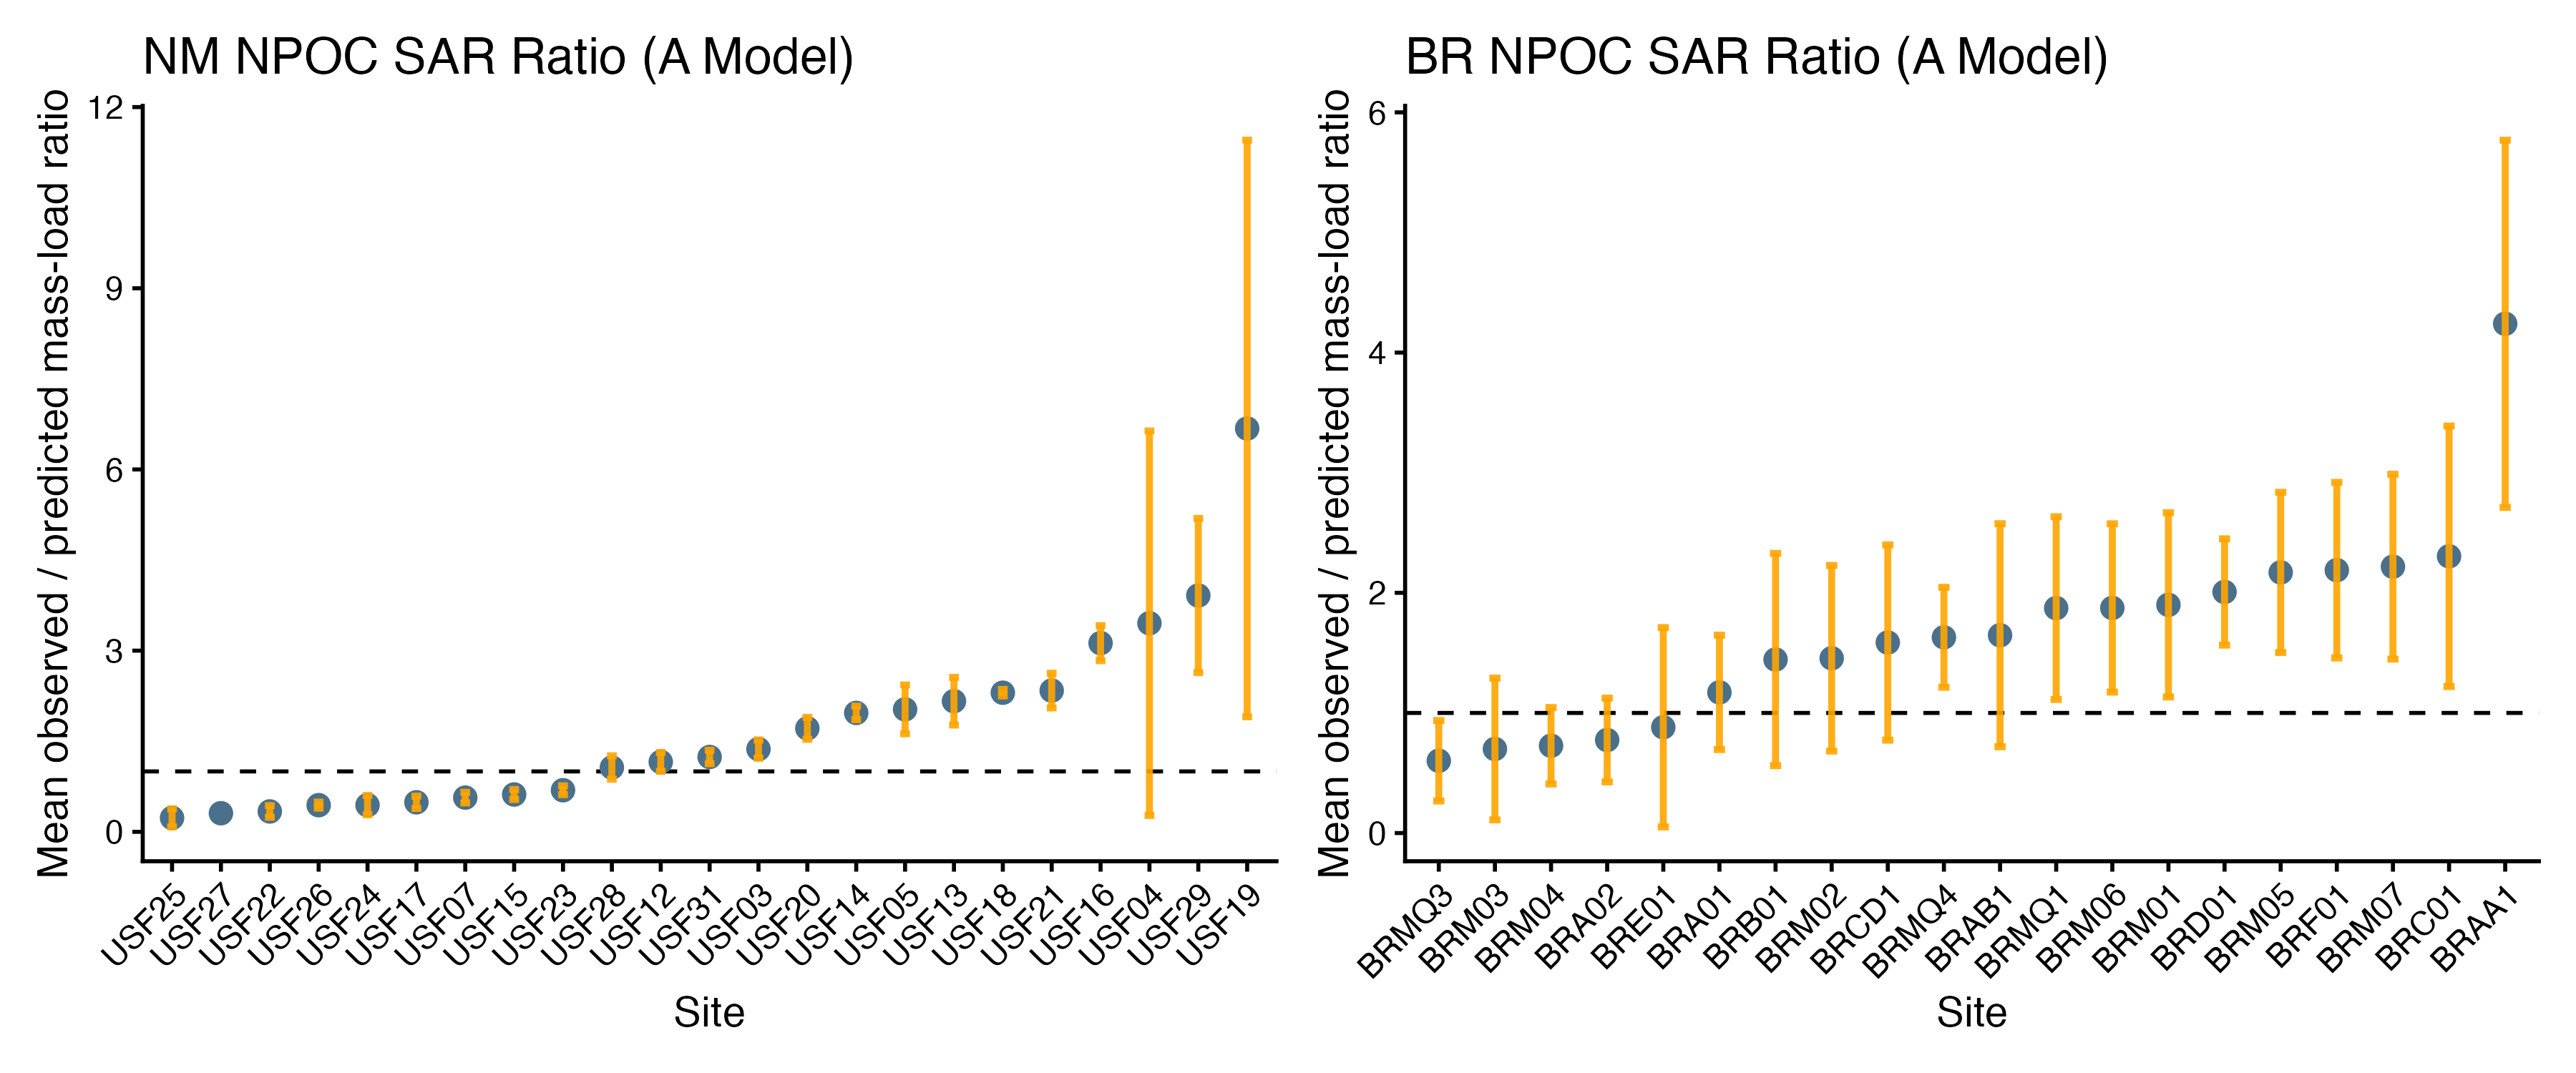 NM NPOC SAR Ratio (A Model)
Mean observed / predicted mass-load ratio
12
9
6
3
0
USF25
USF27
USF22
USF26
USF24
USF17
USF07
USF15
USF23
USF28
USF12
USF31
USF03
USF20
USF14
USF05
USF13
USF18
USF21
USF16
USF04
USF29
USF19
Site
BR NPOC SAR Ratio (A Model)
Mean observed / predicted mass-load ratio
6
4
2
0
BRMQ3
BRM03
BRM04
BRA02
BRE01
BRA01
BRB01
BRM02
BRCD1
BRMQ4
BRAB1
BRMQ1
BRM06
BRM01
BRD01
BRM05
BRF01
BRM07
BRC01
BRAA1
Site